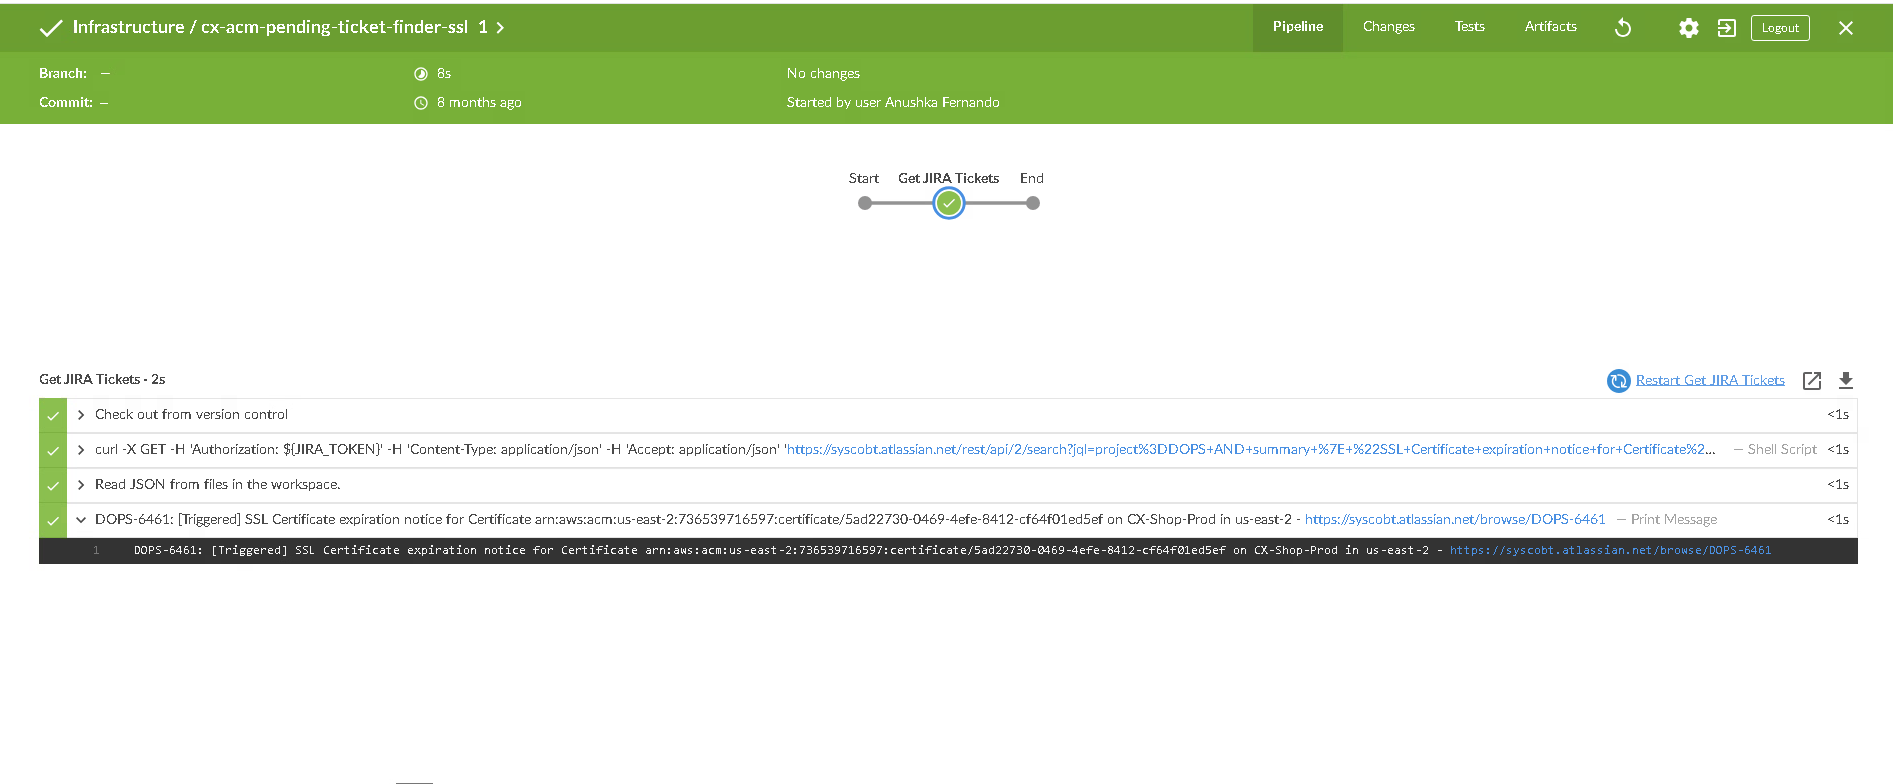 Infrastructure / cx-acm-pending-ticket-finder-ssl 1
Pipeline
Changes
Tests
Artifacts
Logout
Branch: —
8s
No changes
Commit: —
8 months ago
Started by user Anushka Fernando
Start
Get JIRA Tickets
End
Get JIRA Tickets - 2s
Restart Get JIRA Tickets
Check out from version control <1s
curl -X GET -H 'Authorization: ${JIRA_TOKEN}' -H 'Content-Type: application/json' -H 'Accept: application/json' 'https://syscobt.atlassian.net/rest/api/2/search?jql=project%3DDOPS+AND+summary+%7E+%22SSL+Certificate+expiration+notice+for+Certificate%2... — Shell Script <1s
Read JSON from files in the workspace. <1s
DOPS-6461: [Triggered] SSL Certificate expiration notice for Certificate arn:aws:acm:us-east-2:736539716597:certificate/5ad22730-0469-4efe-8412-cf64f01ed5ef on CX-Shop-Prod in us-east-2 - https://syscobt.atlassian.net/browse/DOPS-6461 — Print Message <1s
1 DOPS-6461: [Triggered] SSL Certificate expiration notice for Certificate arn:aws:acm:us-east-2:736539716597:certificate/5ad22730-0469-4efe-8412-cf64f01ed5ef on CX-Shop-Prod in us-east-2 - https://syscobt.atlassian.net/browse/DOPS-6461